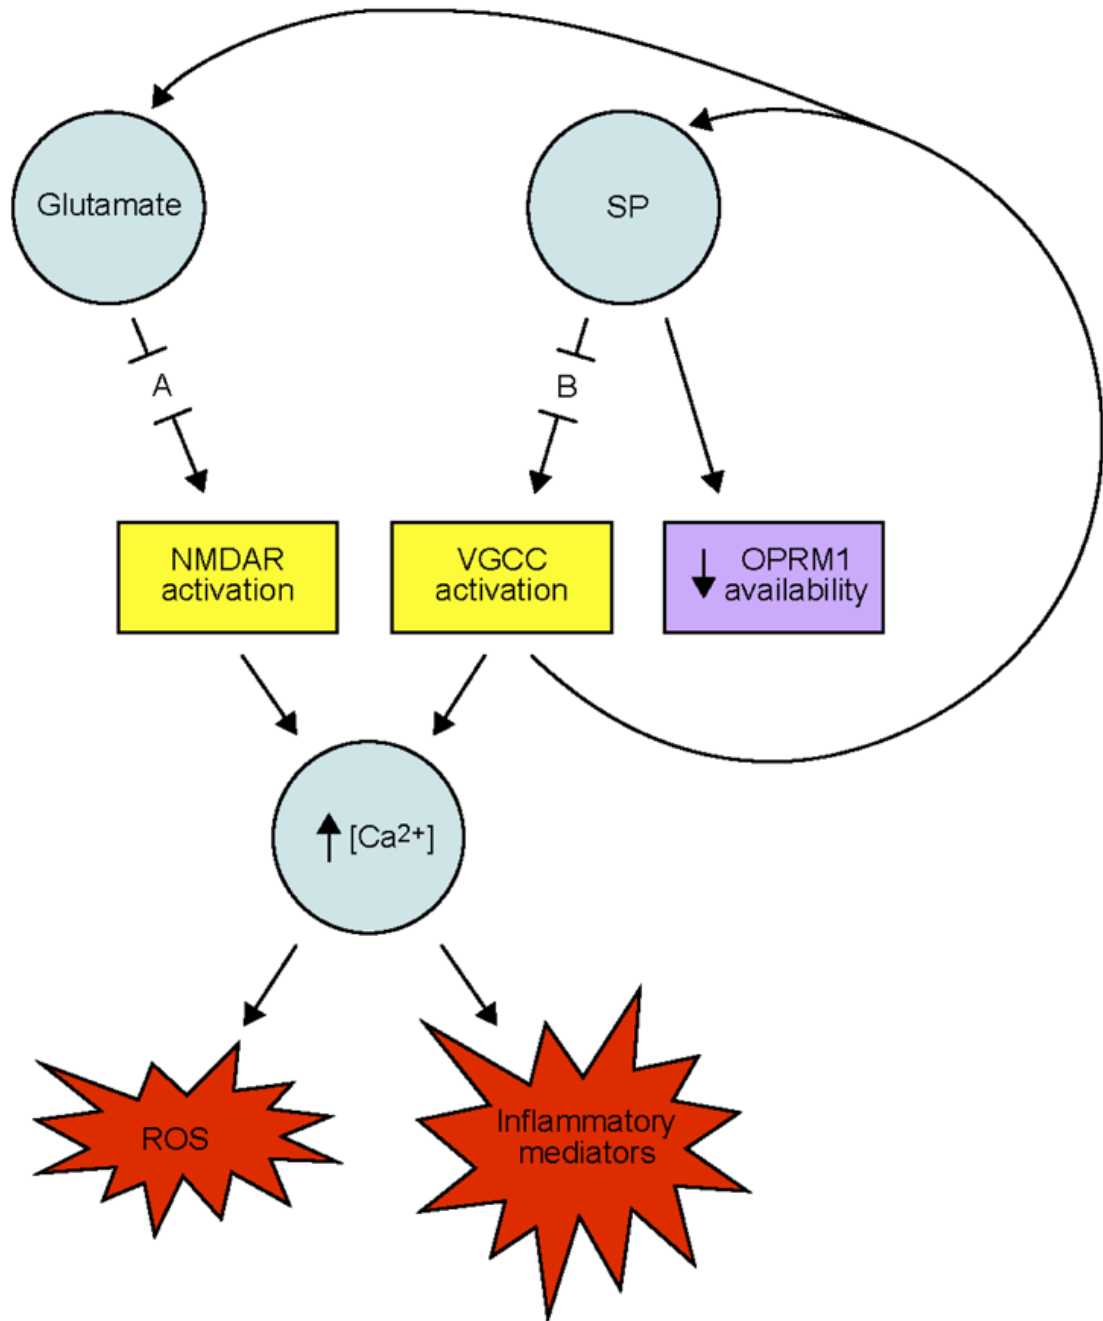 Glutamate
SP
A
B
NMDAR
activation
VGCC
activation
↓ OPRM1
availability
↑ [Ca²⁺]
ROS
Inflammatory
mediators